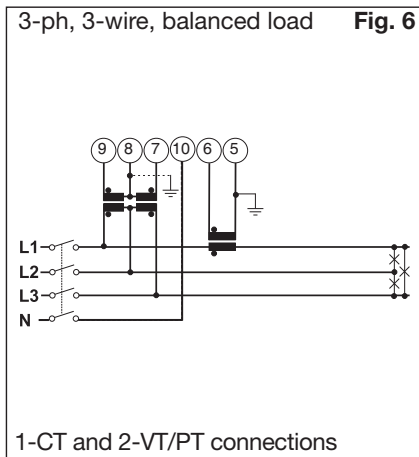 3-ph, 3-wire, balanced load Fig. 6
9 8 7 10 6 5
L1
L2
L3
N
1-CT and 2-VT/PT connections